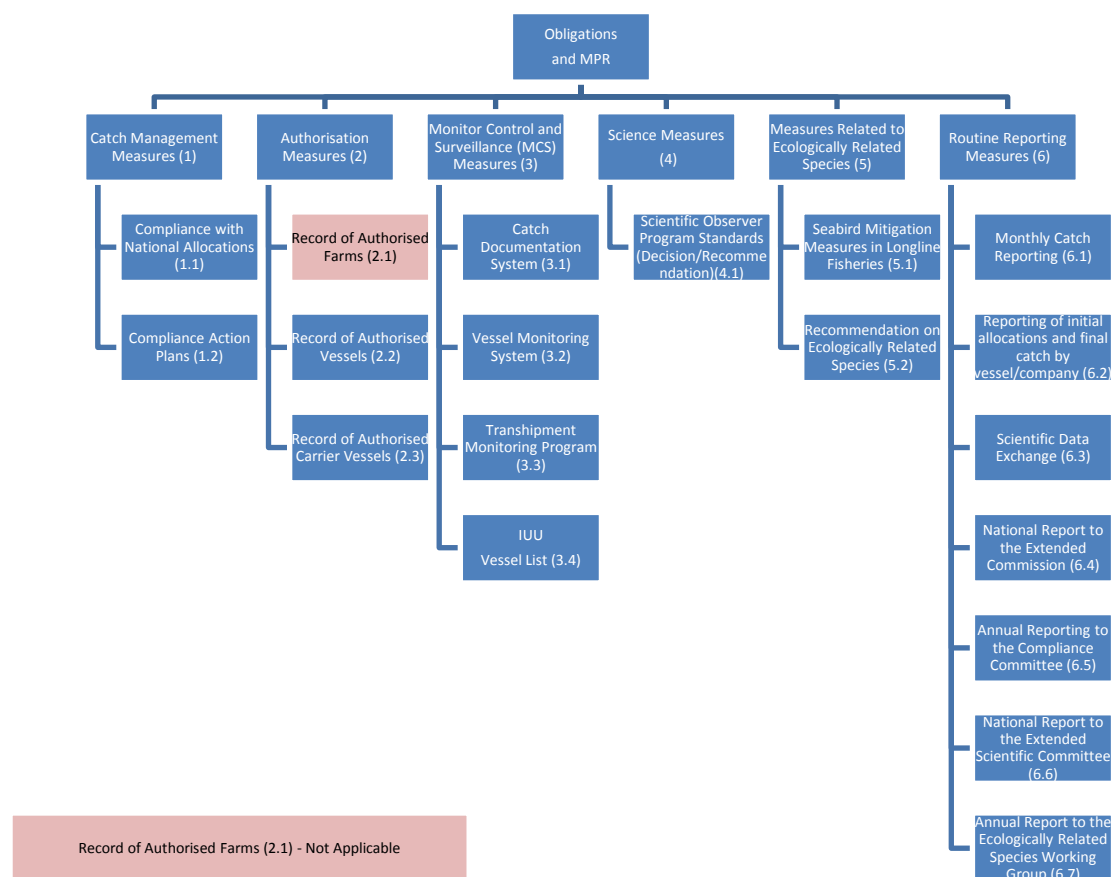 Obligations
and MPR
Catch Management
Measures (1)
Authorisation
Measures (2)
Monitor Control and
Surveillance (MCS)
Measures (3)
Science Measures
(4)
Measures Related to
Ecologically Related
Species (5)
Routine Reporting
Measures (6)
Compliance with
National Allocations
(1.1)
Compliance Action
Plans (1.2)
Record of Authorised
Farms (2.1)
Record of Authorised
Vessels (2.2)
Record of Authorised
Carrier Vessels (2.3)
Catch
Documentation
System (3.1)
Vessel Monitoring
System (3.2)
Transhipment
Monitoring Program
(3.3)
IUU
Vessel List (3.4)
Scientific Observer
Program Standards
(Decision/Recomme
ndation)(4.1)
Seabird Mitigation
Measures in Longline
Fisheries (5.1)
Recommendation on
Ecologically Related
Species (5.2)
Monthly Catch
Reporting (6.1)
Reporting of initial
allocations and final
catch by
vessel/company (6.2)
Scientific Data
Exchange (6.3)
National Report to
the Extended
Commission (6.4)
Annual Reporting to
the Compliance
Committee (6.5)
National Report to
the Extended
Scientific Committee
(6.6)
Annual Report to the
Ecologically Related
Species Working
Group (6.7)
Record of Authorised Farms (2.1) - Not Applicable